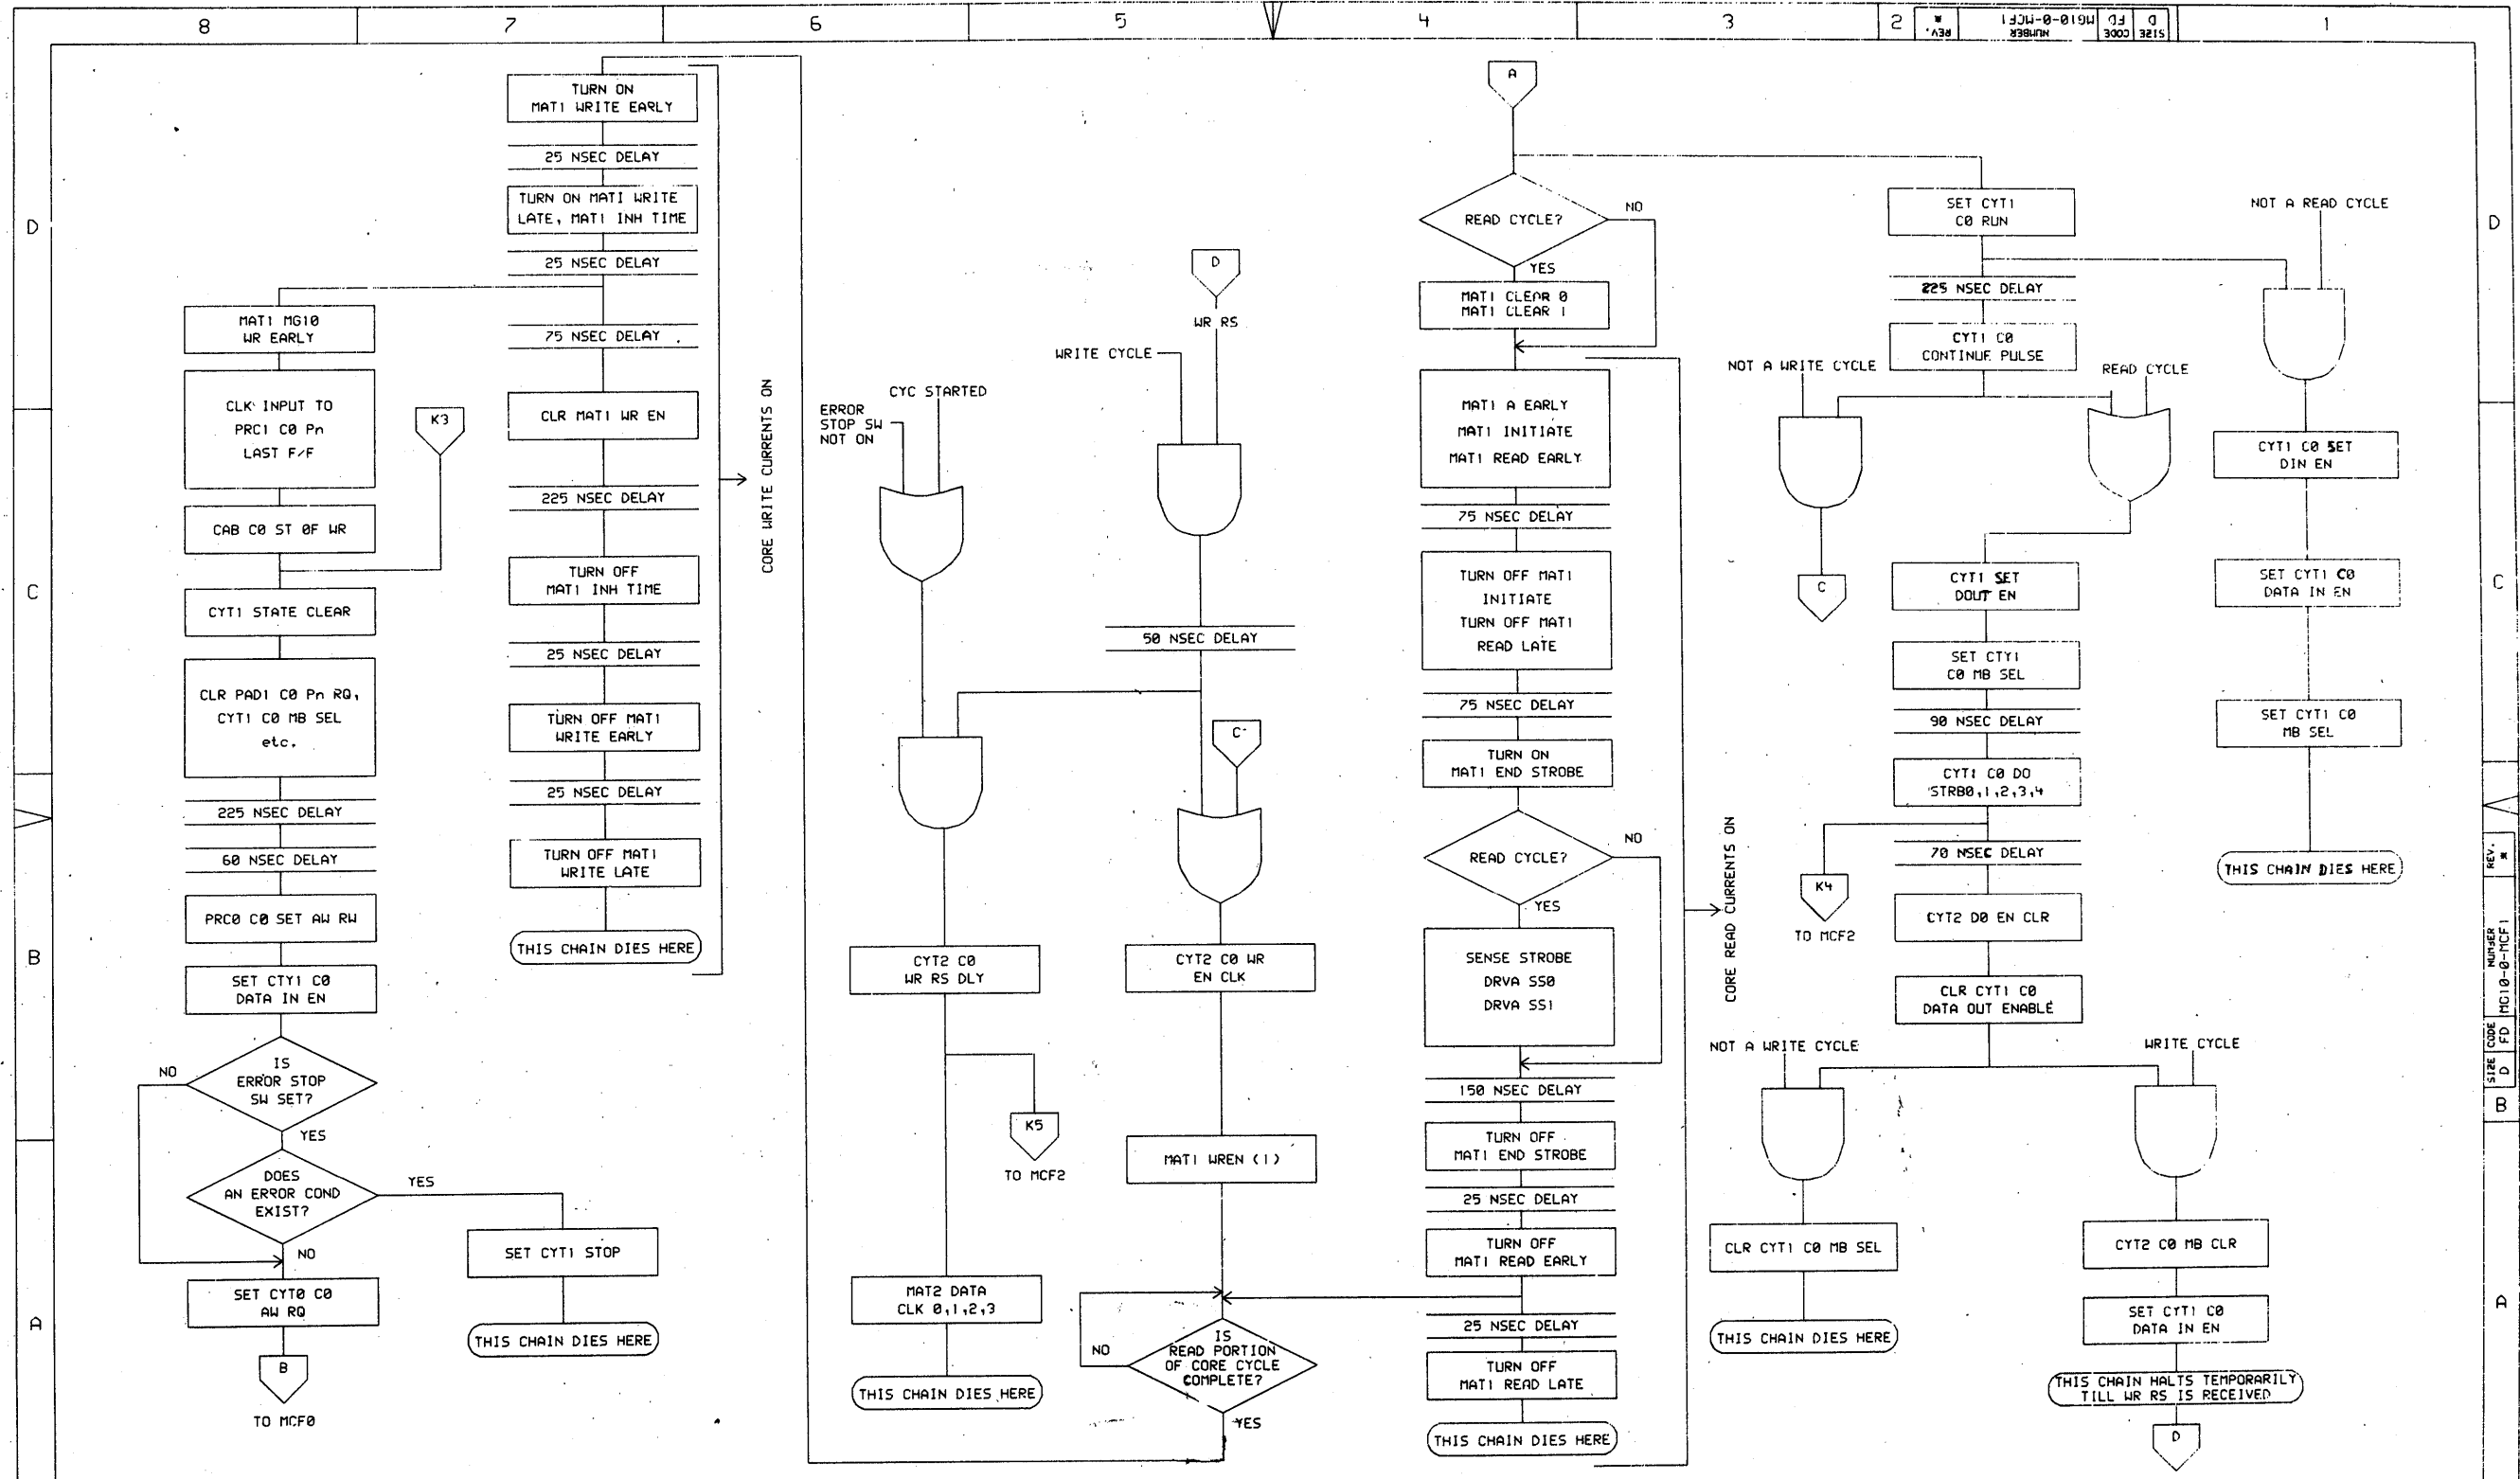 8
7
6
5
4
3
2
1
REV.
*
NUMBER
MG10-0-MCF1
CODE
FD
SIZE
D
D
C
B
A
TURN ON
MAT1 WRITE EARLY
25 NSEC DELAY
TURN ON MAT1 WRITE
LATE, MAT1 INH TIME
25 NSEC DELAY
75 NSEC DELAY
CLR MAT1 WR EN
225 NSEC DELAY
TURN OFF
MAT1 INH TIME
25 NSEC DELAY
TURN OFF MAT1
WRITE EARLY
25 NSEC DELAY
TURN OFF MAT1
WRITE LATE
THIS CHAIN DIES HERE
CORE WRITE CURRENTS ON
MAT1 MG10
WR EARLY
CLK INPUT TO
PRC1 C0 Pn
LAST F/F
CAB C0 ST OF WR
K3
CYT1 STATE CLEAR
CLR PAD1 C0 Pn RQ,
CYT1 C0 MB SEL
etc.
225 NSEC DELAY
60 NSEC DELAY
PRC0 C0 SET AW RW
SET CTY1 C0
DATA IN EN
IS
ERROR STOP
SW SET?
NO
YES
DOES
AN ERROR COND
EXIST?
YES
NO
SET CYT1 STOP
THIS CHAIN DIES HERE
SET CYT0 C0
AW RQ
B
TO MCF0
D
WR RS
WRITE CYCLE
CYC STARTED
ERROR
STOP SW
NOT ON
50 NSEC DELAY
C
CYT2 C0
WR RS DLY
K5
TO MCF2
MAT2 DATA
CLK 0,1,2,3
THIS CHAIN DIES HERE
CYT2 C0 WR
EN CLK
MAT1 WREN (1)
IS
READ PORTION
OF CORE CYCLE
COMPLETE?
NO
YES
A
READ CYCLE?
NO
YES
MAT1 CLEAR 0
MAT1 CLEAR 1
MAT1 A EARLY
MAT1 INITIATE
MAT1 READ EARLY
75 NSEC DELAY
TURN OFF MAT1
INITIATE
TURN OFF MAT1
READ LATE
75 NSEC DELAY
TURN ON
MAT1 END STROBE
READ CYCLE?
NO
YES
SENSE STROBE
DRVA SS0
DRVA SS1
150 NSEC DELAY
TURN OFF
MAT1 END STROBE
25 NSEC DELAY
TURN OFF
MAT1 READ EARLY
25 NSEC DELAY
TURN OFF
MAT1 READ LATE
THIS CHAIN DIES HERE
CORE READ CURRENTS ON
SET CYT1
C0 RUN
225 NSEC DELAY
CYT1 C0
CONTINUE PULSE
NOT A WRITE CYCLE
C
READ CYCLE
CYT1 SET
DOUT EN
SET CTY1
C0 MB SEL
90 NSEC DELAY
CYT1 C0 DO
STRB0,1,2,3,4
K4
TO MCF2
70 NSEC DELAY
CYT2 D0 EN CLR
CLR CYT1 C0
DATA OUT ENABLE
NOT A WRITE CYCLE
WRITE CYCLE
CLR CYT1 C0 MB SEL
THIS CHAIN DIES HERE
CYT2 C0 MB CLR
SET CYT1 C0
DATA IN EN
THIS CHAIN HALTS TEMPORARILY
TILL WR RS IS RECEIVED
D
NOT A READ CYCLE
CYT1 C0 SET
DIN EN
SET CYT1 C0
DATA IN EN
SET CYT1 C0
MB SEL
THIS CHAIN DIES HERE
D
C
REV.
*
NUMBER
MG10-0-MCF1
CODE
FD
SIZE
D
B
A